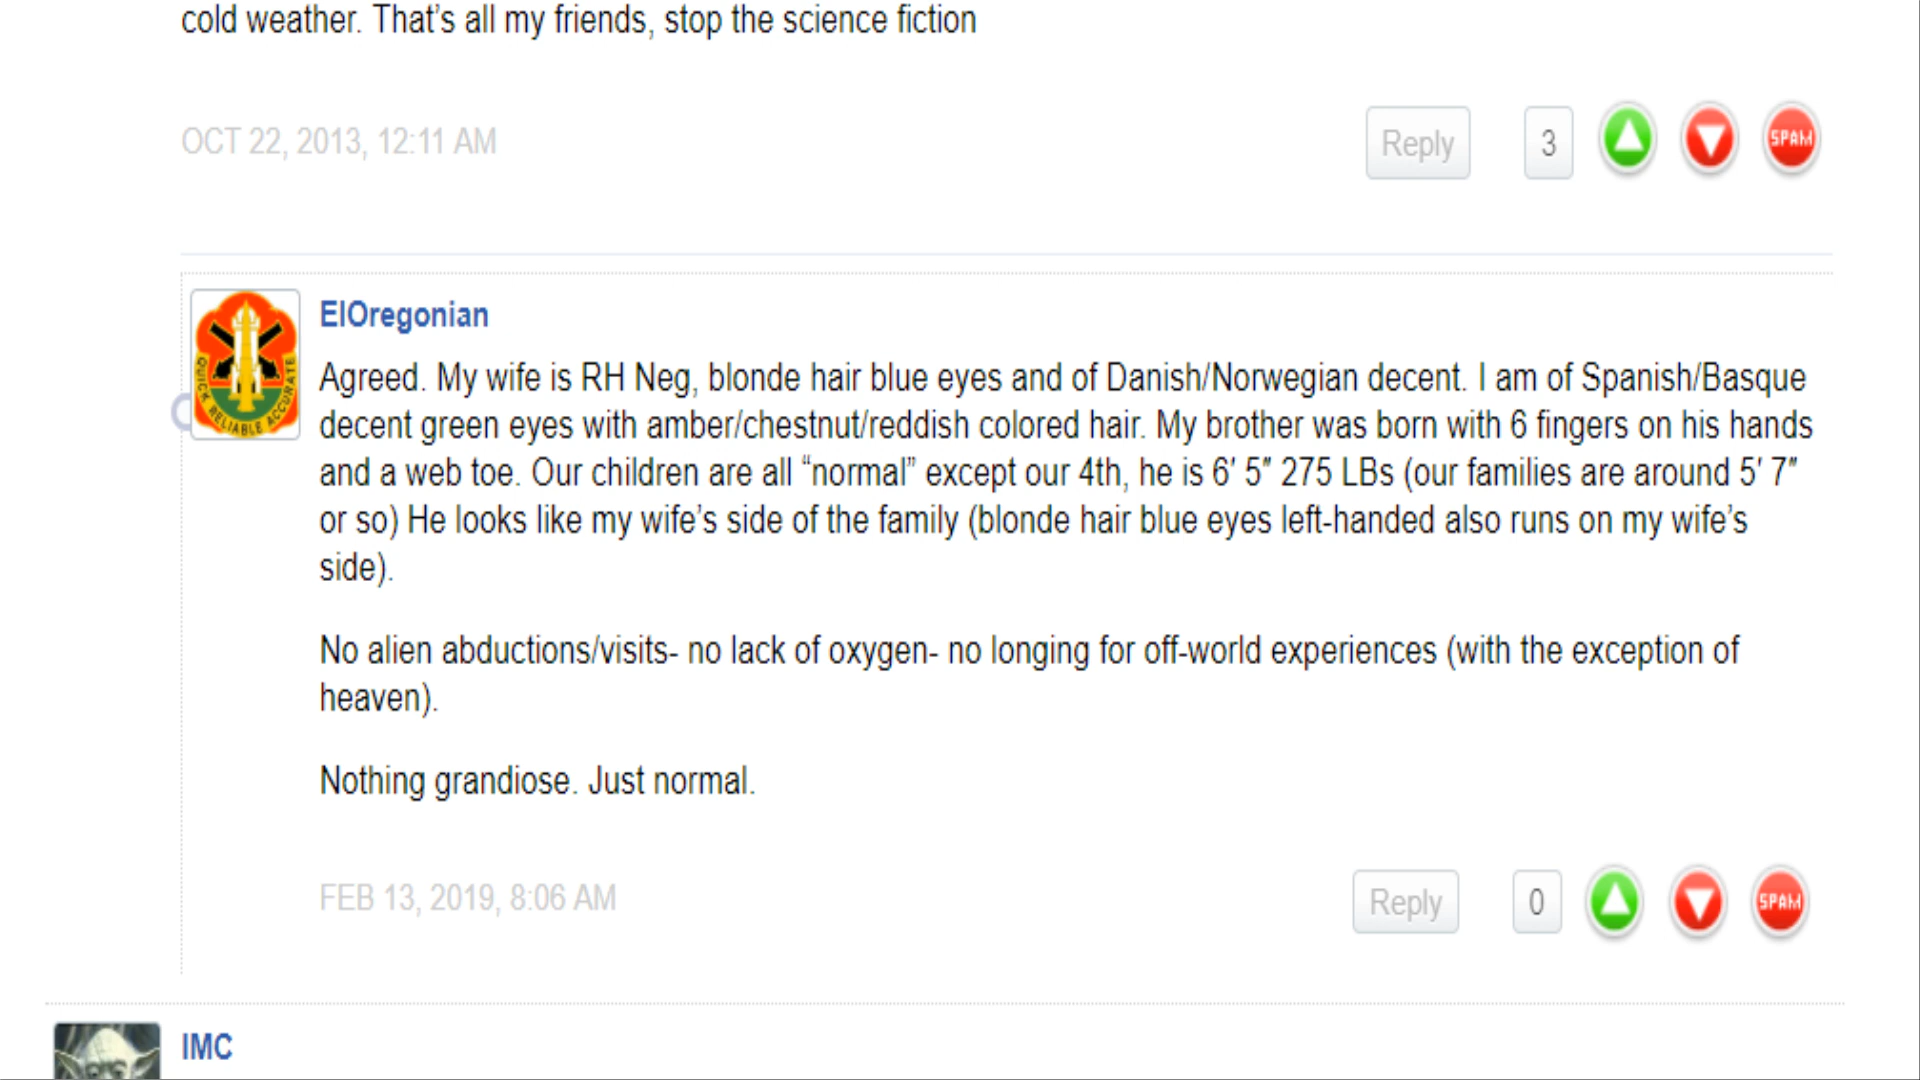 cold weather. That’s all my friends, stop the science fiction
OCT 22, 2013, 12:11 AM
Reply
3
SPAM
ElOregonian
QUICK RELIABLE ACCURATE
Agreed. My wife is RH Neg, blonde hair blue eyes and of Danish/Norwegian decent. I am of Spanish/Basque
decent green eyes with amber/chestnut/reddish colored hair. My brother was born with 6 fingers on his hands
and a web toe. Our children are all “normal” except our 4th, he is 6′ 5″ 275 LBs (our families are around 5′ 7″
or so) He looks like my wife’s side of the family (blonde hair blue eyes left-handed also runs on my wife’s
side).
No alien abductions/visits- no lack of oxygen- no longing for off-world experiences (with the exception of
heaven).
Nothing grandiose. Just normal.
FEB 13, 2019, 8:06 AM
Reply
0
SPAM
IMC